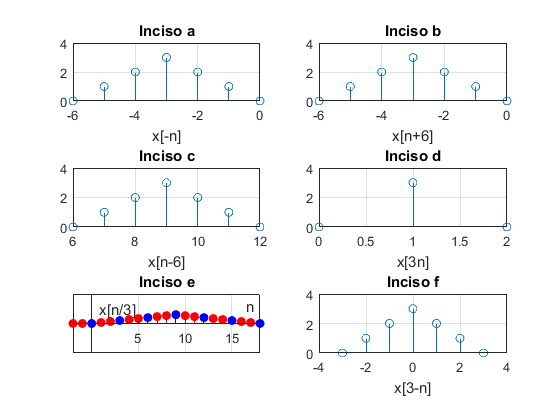 Inciso a
4
2
0
-6 -4 -2 0
x[-n]
Inciso b
4
2
0
-6 -4 -2 0
x[n+6]
Inciso c
4
2
0
6 8 10 12
x[n-6]
Inciso d
4
2
0
0 0.5 1 1.5 2
x[3n]
Inciso e
x[n/3]
n
5 10 15
Inciso f
4
2
0
-4 -2 0 2 4
x[3-n]